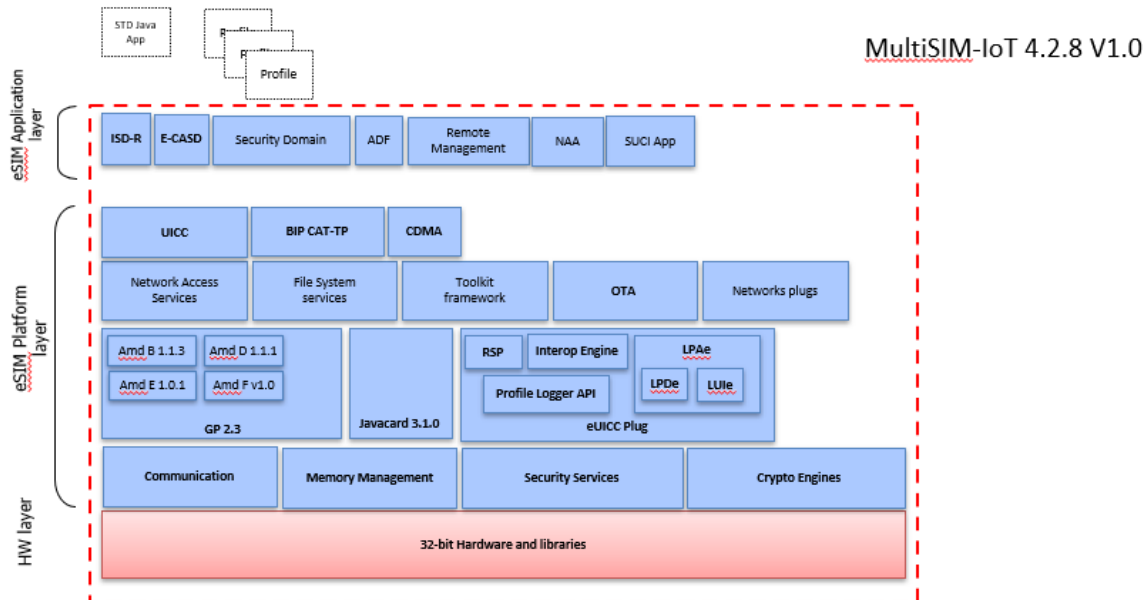 STD Java
App
Profile
MultiSIM-IoT 4.2.8 V1.0
eSIM Application
layer
ISD-R
E-CASD
Security Domain
ADF
Remote
Management
NAA
SUCI App
eSIM Platform
layer
UICC
BIP CAT-TP
CDMA
Network Access
Services
File System
services
Toolkit
framework
OTA
Networks plugs
Amd B 1.1.3
Amd D 1.1.1
Amd E 1.0.1
Amd F v1.0
GP 2.3
Javacard 3.1.0
RSP
Interop Engine
Profile Logger API
LPAe
LPDe
LUIe
eUICC Plug
Communication
Memory Management
Security Services
Crypto Engines
HW layer
32-bit Hardware and libraries